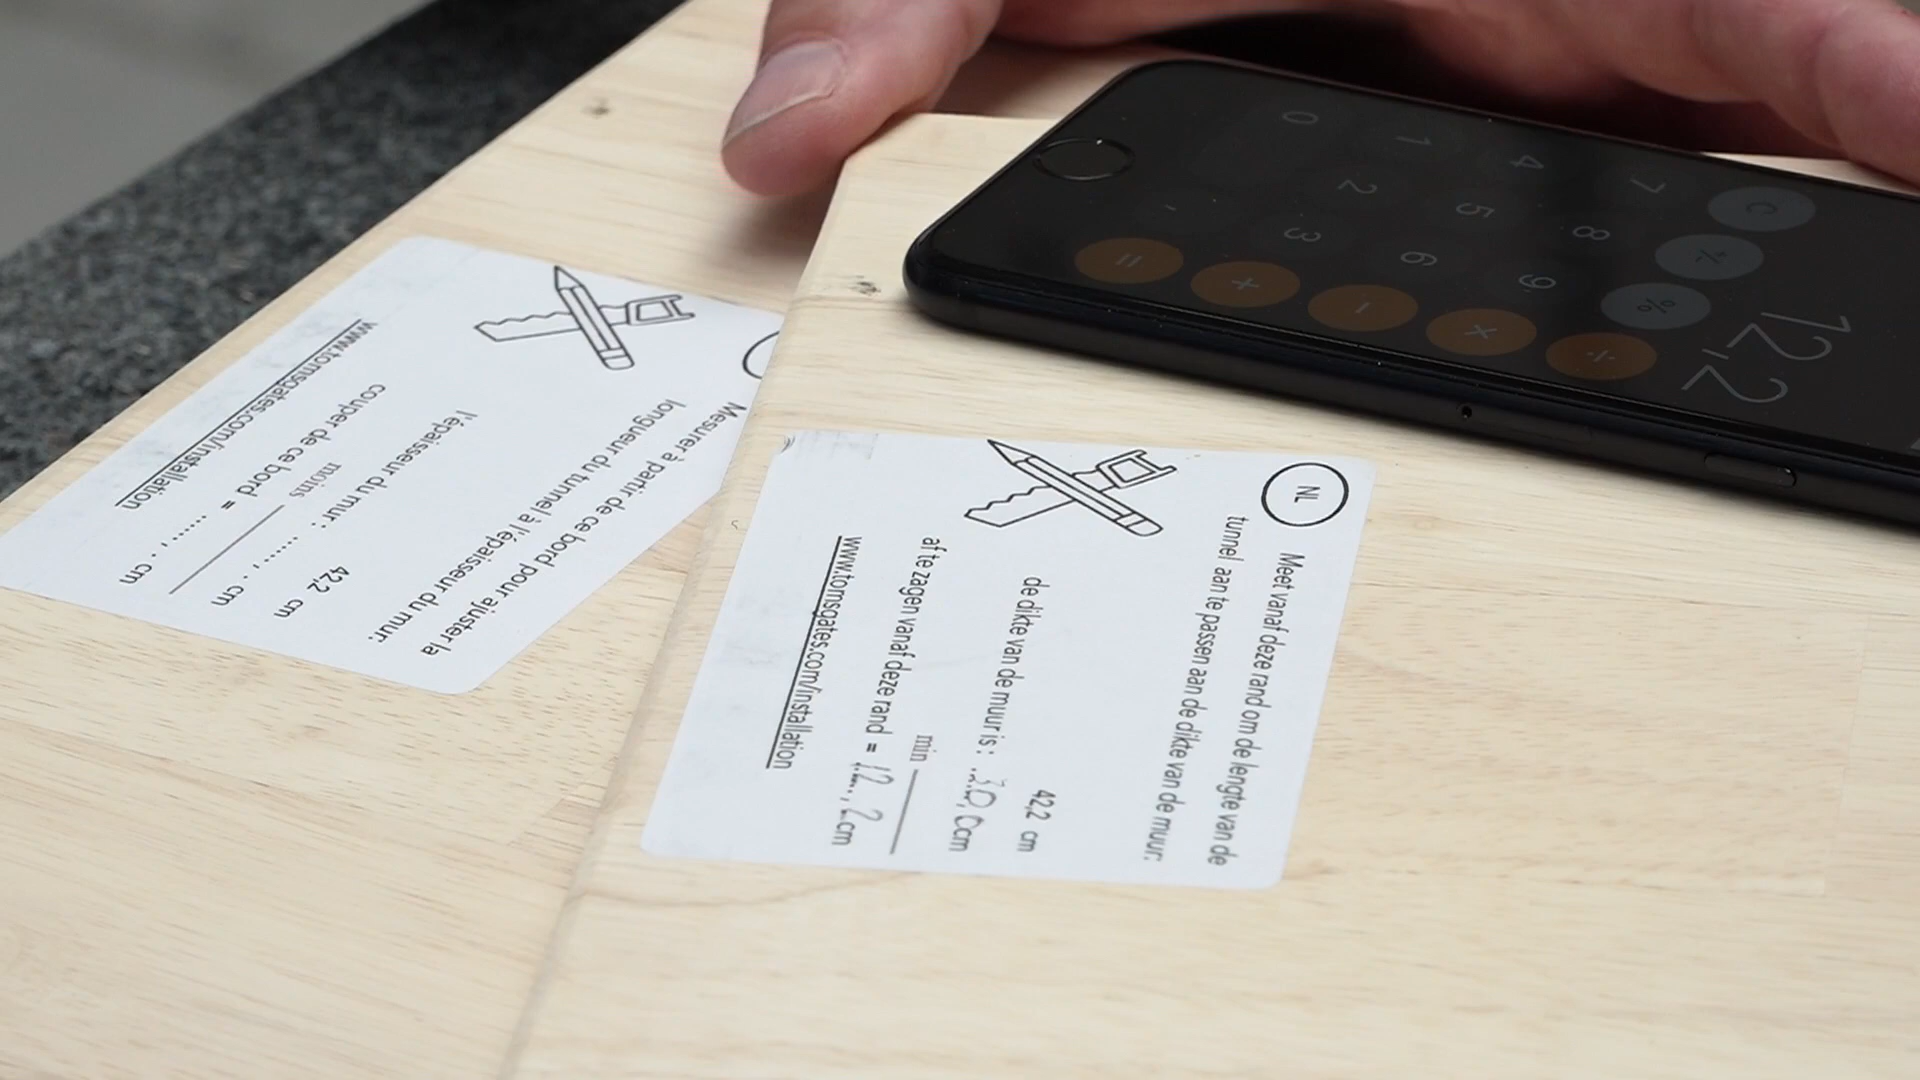 NL
Meet vanaf deze rand om de lengte van de
tunnel aan te passen aan de dikte van de muur:
42,2 cm
de dikte van de muur is : 30,0 cm
min
af te zagen vanaf deze rand = 12,2 cm
www.tomsgates.com/installation
Mesurer à partir de ce bord pour ajuster la
longueur du tunnel à l'épaisseur du mur:
42,2 cm
l'épaisseur du mur : ......, . cm
moins
couper de ce bord = ......, . cm
www.tomsgates.com/installation
12,2
C +/- % ÷
7 8 9 ×
4 5 6 −
1 2 3 +
0 , =